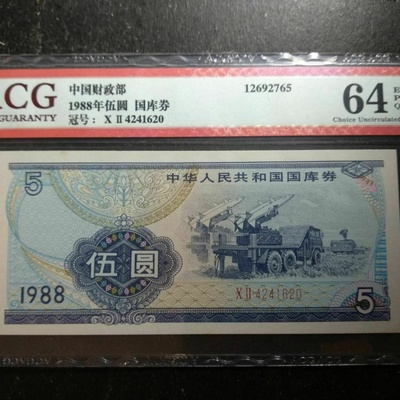 ACG
GUARANTY
中国财政部
1988年伍圆 国库券
冠号: X II 4241620
12692765
64
E
P
Q
Choice Uncirculated
5
中华人民共和国国库券
伍圆
1988
XII 4241620
5